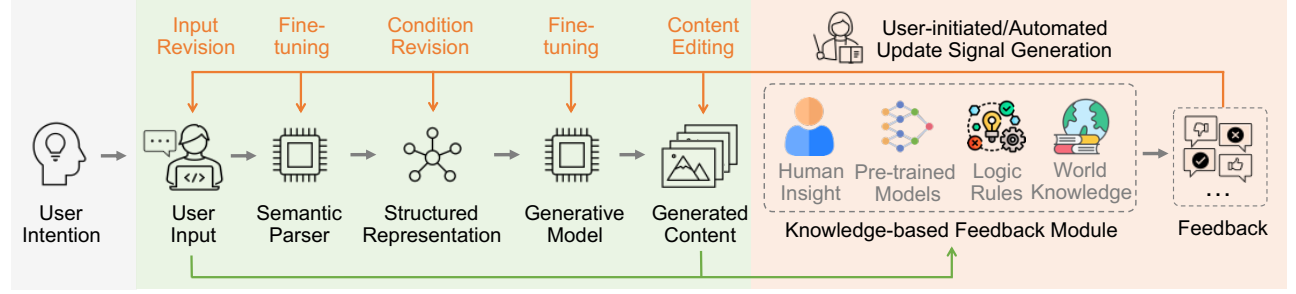 Input
Revision
Fine-
tuning
Condition
Revision
Fine-
tuning
Content
Editing
User-initiated/Automated
Update Signal Generation
User
Intention
</>
User
Input
Semantic
Parser
Structured
Representation
Generative
Model
Generated
Content
Human
Insight
Pre-trained
Models
Logic
Rules
World
Knowledge
Knowledge-based Feedback Module
...
Feedback